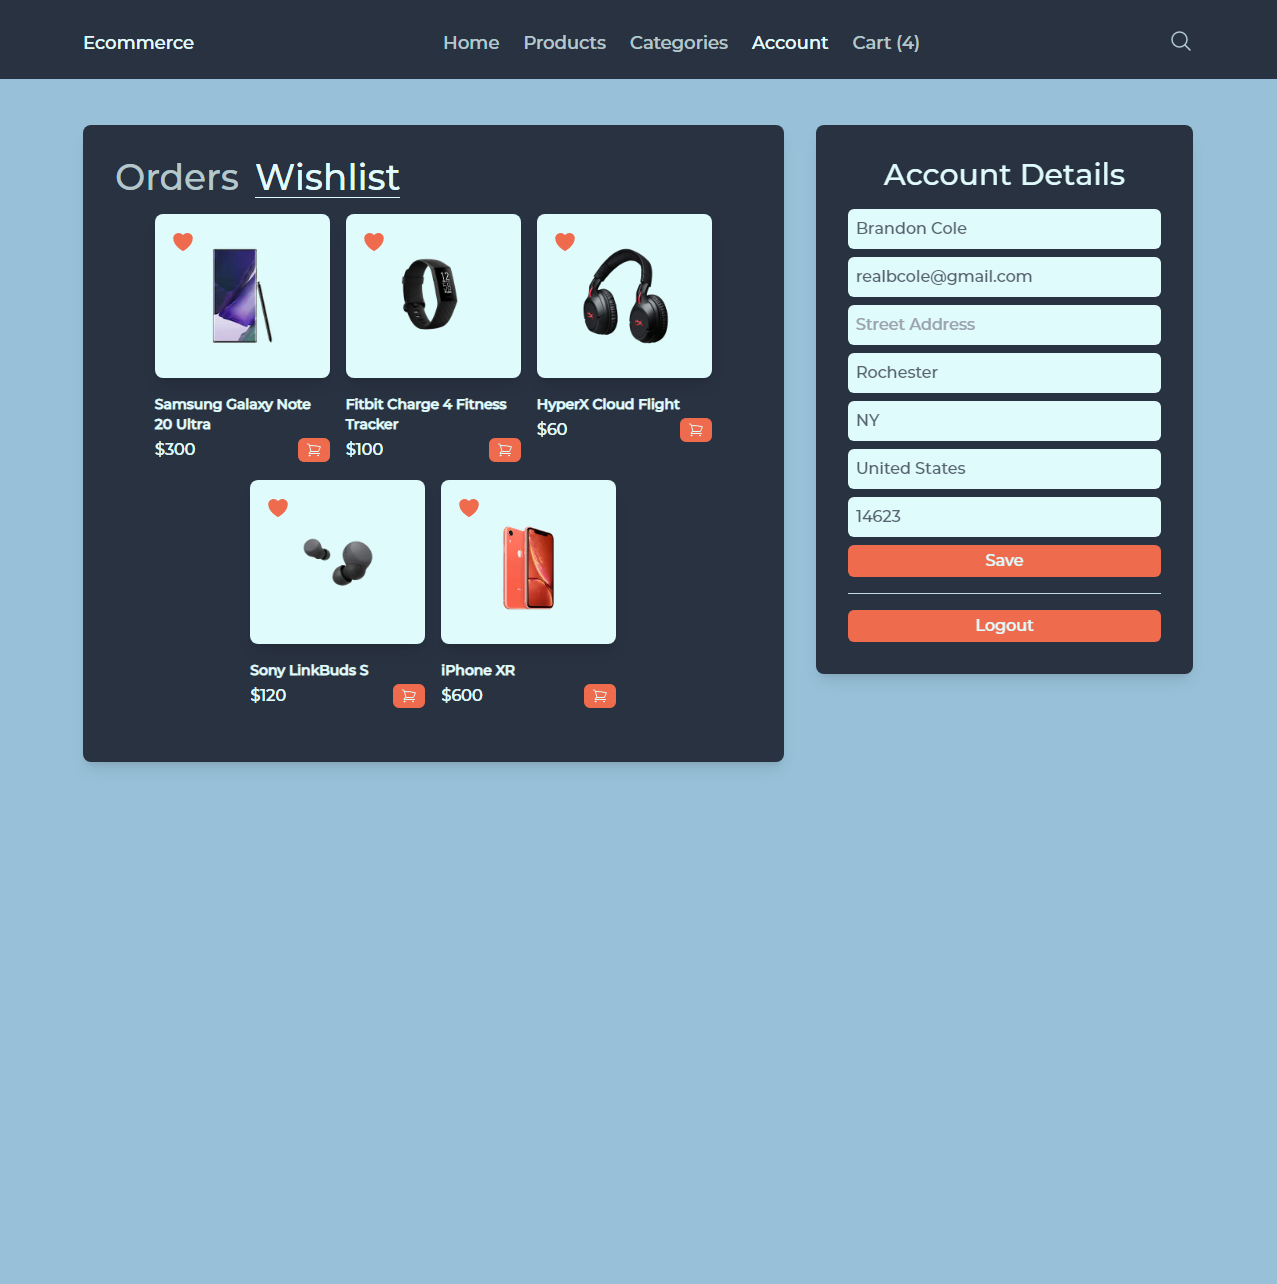 Ecommerce
Home
Products
Categories
Account
Cart (4)
Orders
Wishlist
Samsung Galaxy Note
20 Ultra
$300
Fitbit Charge 4 Fitness
Tracker
$100
HyperX Cloud Flight
$60
Sony LinkBuds S
$120
iPhone XR
$600
Account Details
Brandon Cole
realbcole@gmail.com
Street Address
Rochester
NY
United States
14623
Save
Logout